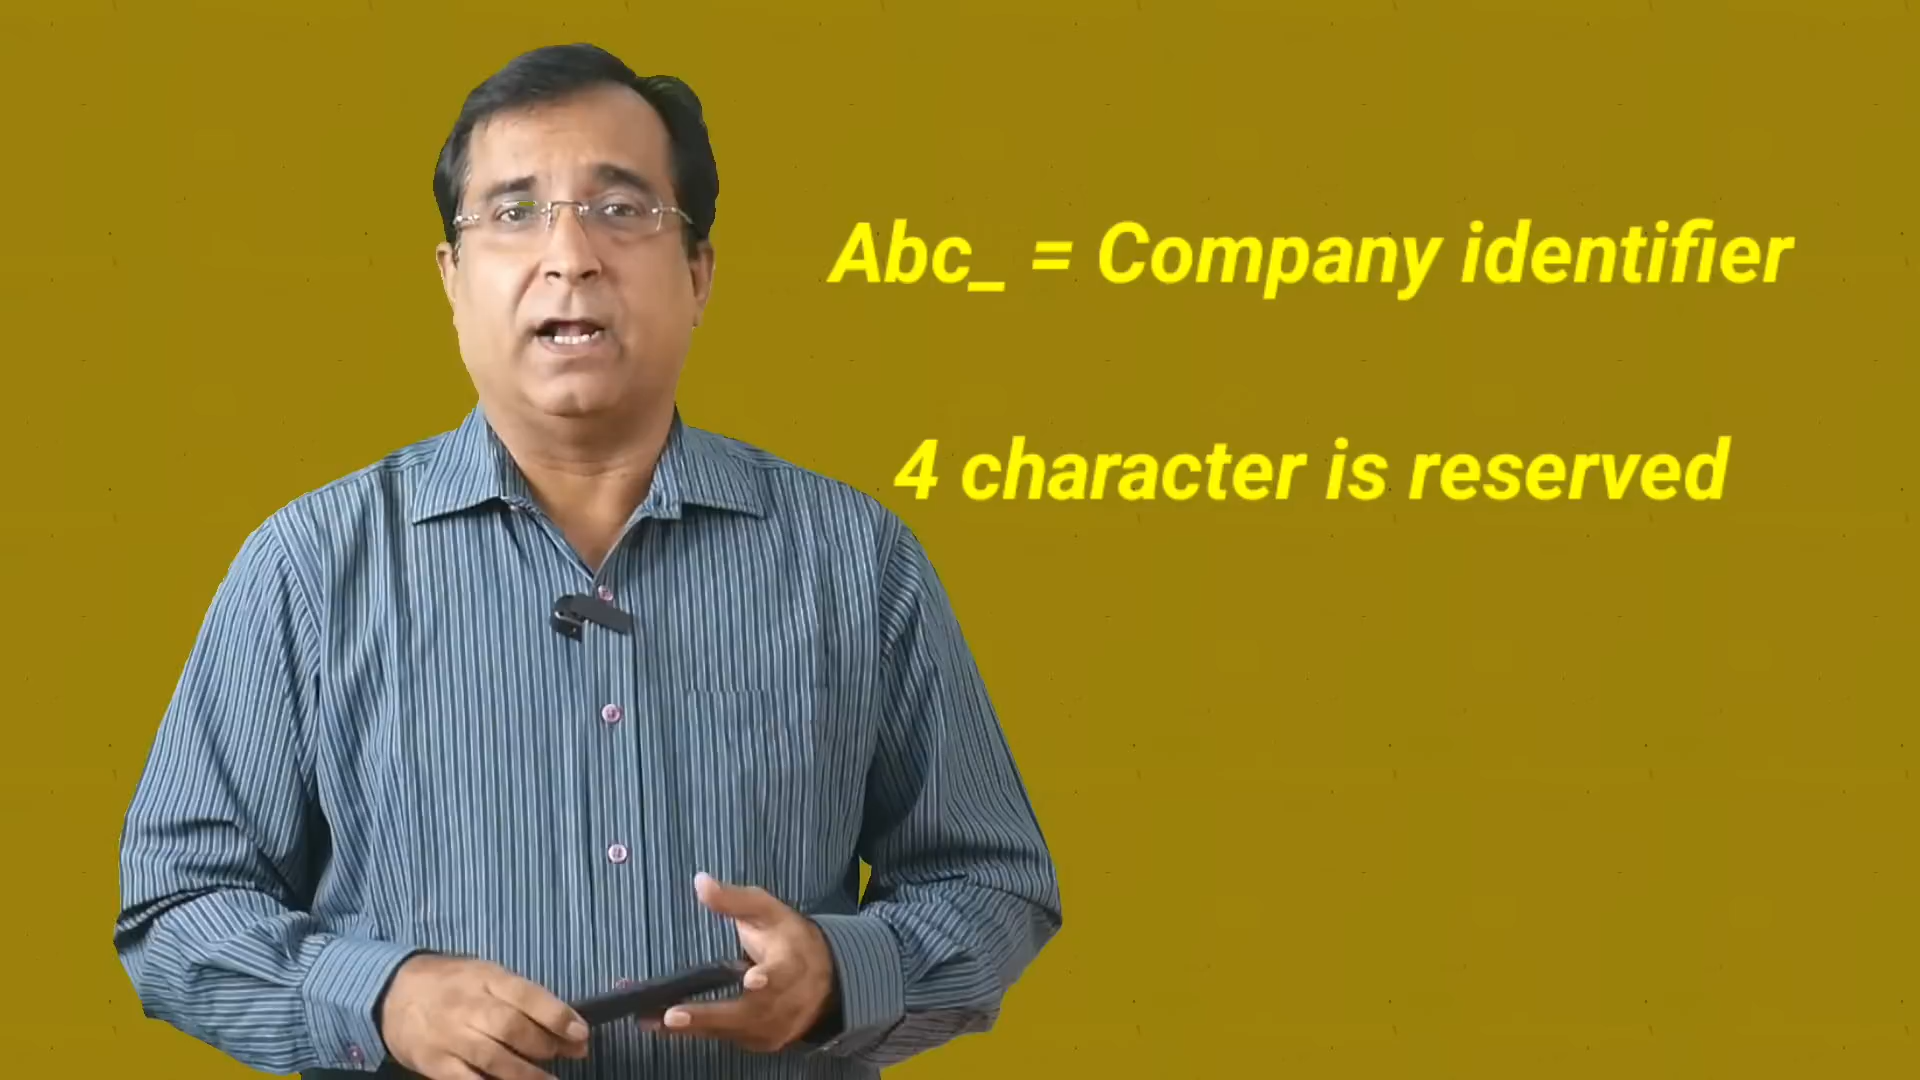 Abc_ = Company identifier
4 character is reserved